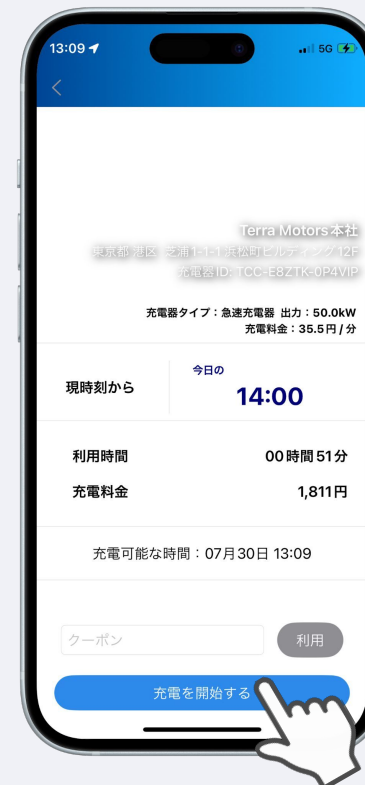 13:09
5G
Terra Motors本社
東京都 港区 芝浦1-1-1 浜松町ビルディング 12F
充電器ID: TCC-E8ZTK-0P4VIP
充電器タイプ：急速充電器 出力：50.0kW
充電料金：35.5円 / 分
今日の
現時刻から 14:00
利用時間 00時間51分
充電料金 1,811円
充電可能な時間：07月30日 13:09
クーポン 利用
充電を開始する